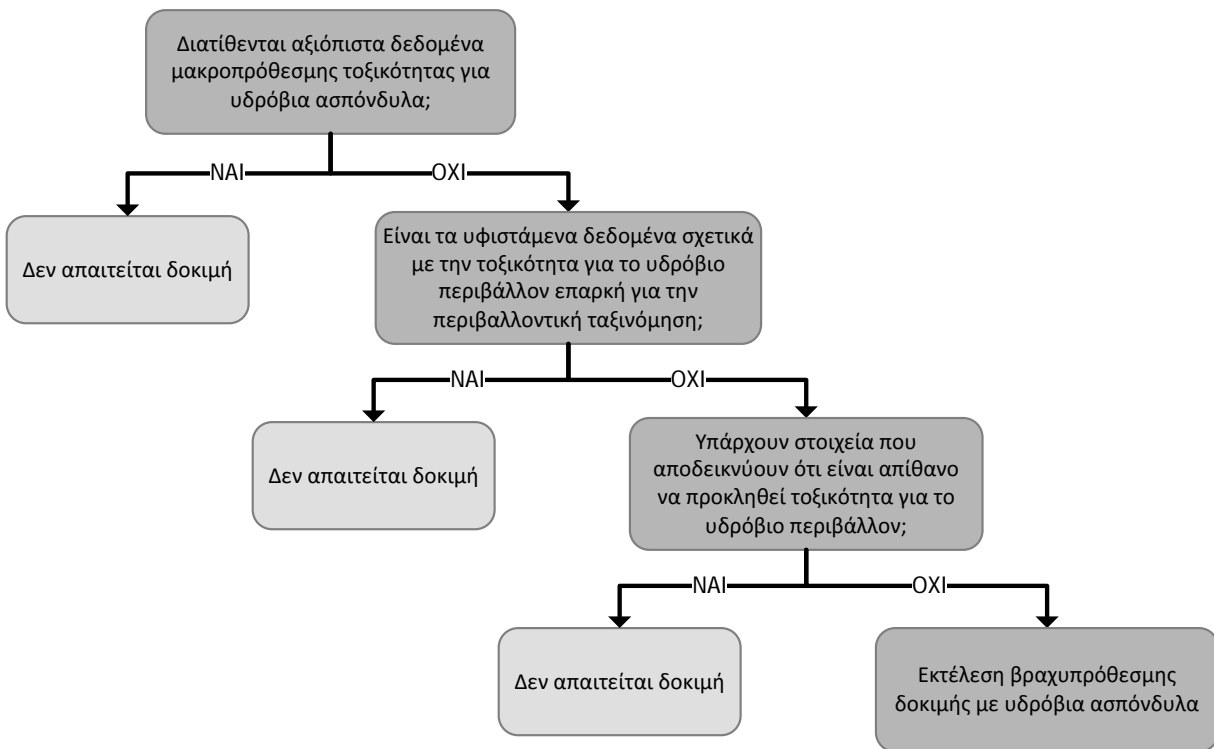 Διατίθενται αξιόπιστα δεδομένα
μακροπρόθεσμης τοξικότητας για
υδρόβια ασπόνδυλα;
ΝΑΙ
ΟΧΙ
Δεν απαιτείται δοκιμή
Είναι τα υφιστάμενα δεδομένα σχετικά
με την τοξικότητα για το υδρόβιο
περιβάλλον επαρκή για την
περιβαλλοντική ταξινόμηση;
ΝΑΙ
ΟΧΙ
Δεν απαιτείται δοκιμή
Υπάρχουν στοιχεία που
αποδεικνύουν ότι είναι απίθανο
να προκληθεί τοξικότητα για το
υδρόβιο περιβάλλον;
ΝΑΙ
ΟΧΙ
Δεν απαιτείται δοκιμή
Εκτέλεση βραχυπρόθεσμης
δοκιμής με υδρόβια ασπόνδυλα